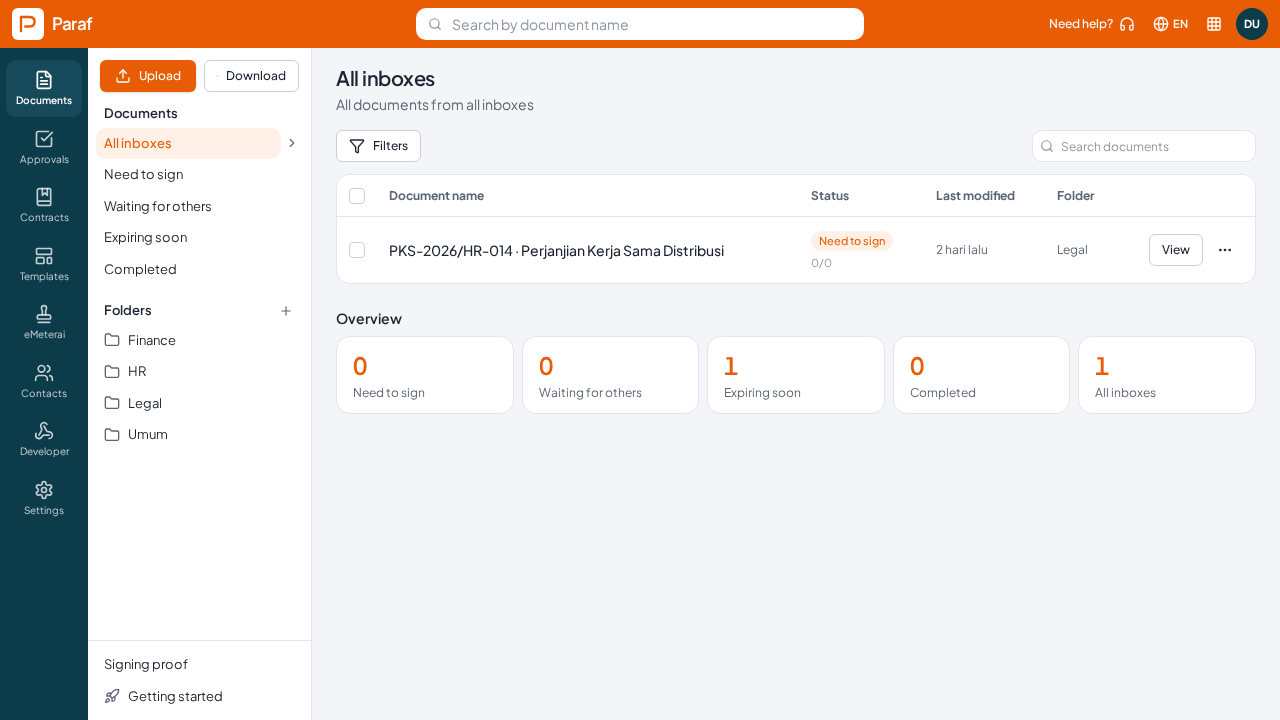 Paraf
Search by document name
Need help?
EN
DU
Documents
Approvals
Contracts
Templates
eMeterai
Contacts
Developer
Settings
Upload
Download
Documents
All inboxes
Need to sign
Waiting for others
Expiring soon
Completed
Folders
Finance
HR
Legal
Umum
Signing proof
Getting started
All inboxes
All documents from all inboxes
Filters
Search documents
Document name Status Last modified Folder
PKS-2026/HR-014 · Perjanjian Kerja Sama Distribusi Need to sign 2 hari lalu Legal View
0/0
Overview
0 0 1 0 1
Need to sign Waiting for others Expiring soon Completed All inboxes